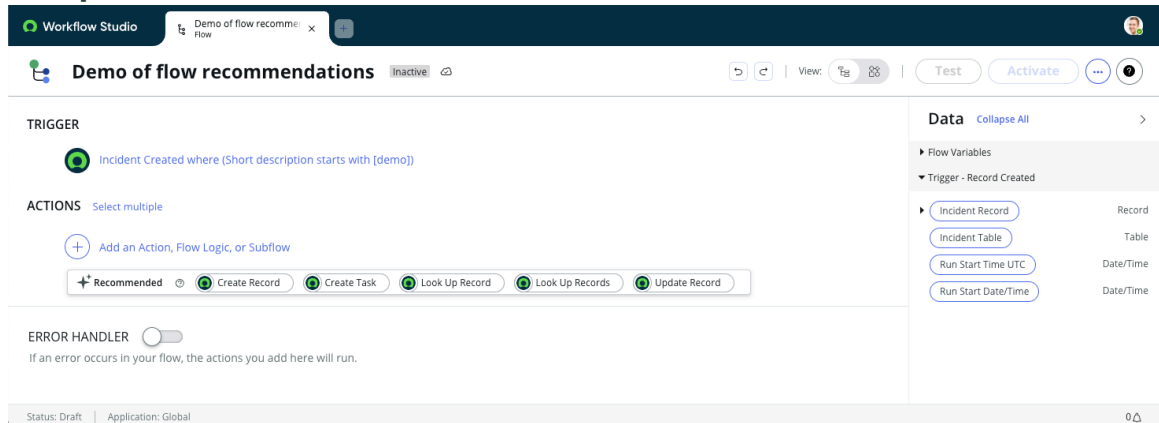 Workflow Studio
Demo of flow recommen
Flow
Demo of flow recommendations Inactive
View:
Test
Activate
TRIGGER
Incident Created where (Short description starts with [demo])
ACTIONS Select multiple
Add an Action, Flow Logic, or Subflow
Recommended Create Record Create Task Look Up Record Look Up Records Update Record
ERROR HANDLER
If an error occurs in your flow, the actions you add here will run.
Data Collapse All
Flow Variables
Trigger - Record Created
Incident Record Record
Incident Table Table
Run Start Time UTC Date/Time
Run Start Date/Time Date/Time
Status: Draft | Application: Global
0